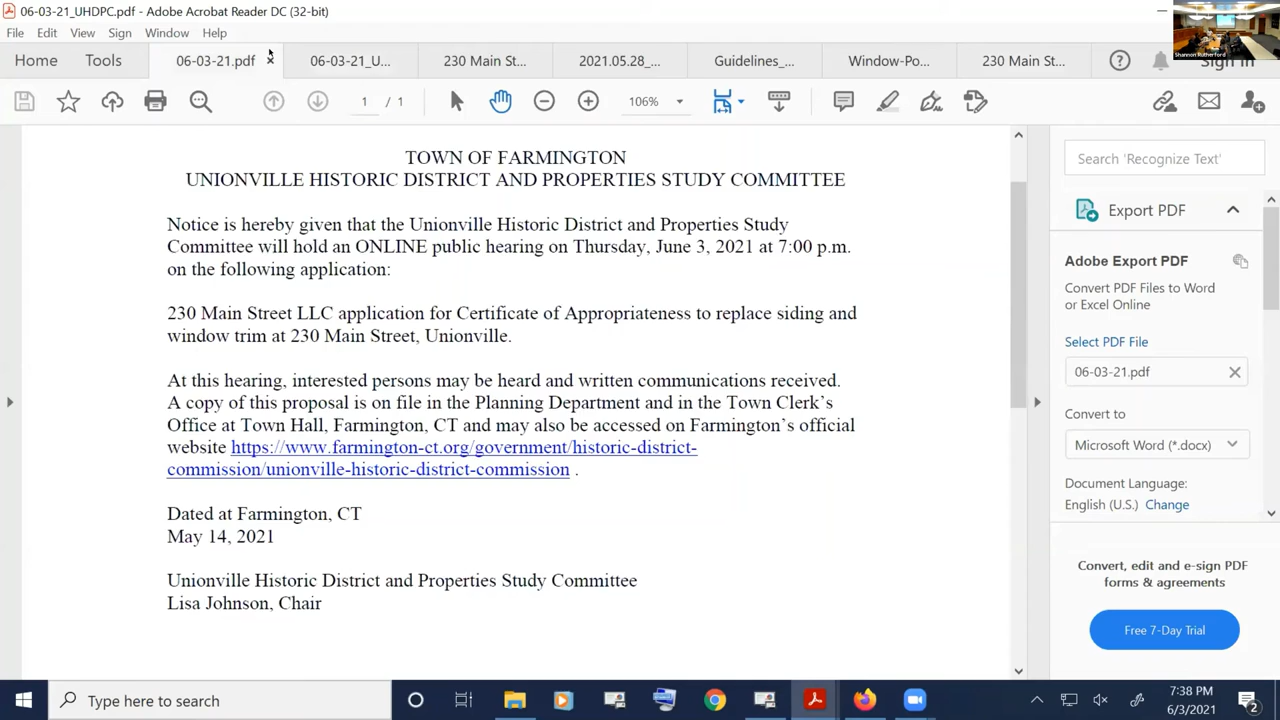 06-03-21_UHDPC.pdf - Adobe Acrobat Reader DC (32-bit)
File Edit View Sign Window Help
Home Tools 06-03-21.pdf × 06-03-21_U... 230 Main St... 2021.05.28_... Guidelines_... Window-Po... 230 Main St... Sign In
Shannon Rutherford
1 / 1 106%
TOWN OF FARMINGTON
UNIONVILLE HISTORIC DISTRICT AND PROPERTIES STUDY COMMITTEE
Notice is hereby given that the Unionville Historic District and Properties Study
Committee will hold an ONLINE public hearing on Thursday, June 3, 2021 at 7:00 p.m.
on the following application:
230 Main Street LLC application for Certificate of Appropriateness to replace siding and
window trim at 230 Main Street, Unionville.
At this hearing, interested persons may be heard and written communications received.
A copy of this proposal is on file in the Planning Department and in the Town Clerk's
Office at Town Hall, Farmington, CT and may also be accessed on Farmington's official
website https://www.farmington-ct.org/government/historic-district-
commission/unionville-historic-district-commission .
Dated at Farmington, CT
May 14, 2021
Unionville Historic District and Properties Study Committee
Lisa Johnson, Chair
Search 'Recognize Text'
Export PDF
Adobe Export PDF
Convert PDF Files to Word
or Excel Online
Select PDF File
06-03-21.pdf
Convert to
Microsoft Word (*.docx)
Document Language:
English (U.S.) Change
Convert, edit and e-sign PDF
forms & agreements
Free 7-Day Trial
Type here to search
7:38 PM
6/3/2021
2